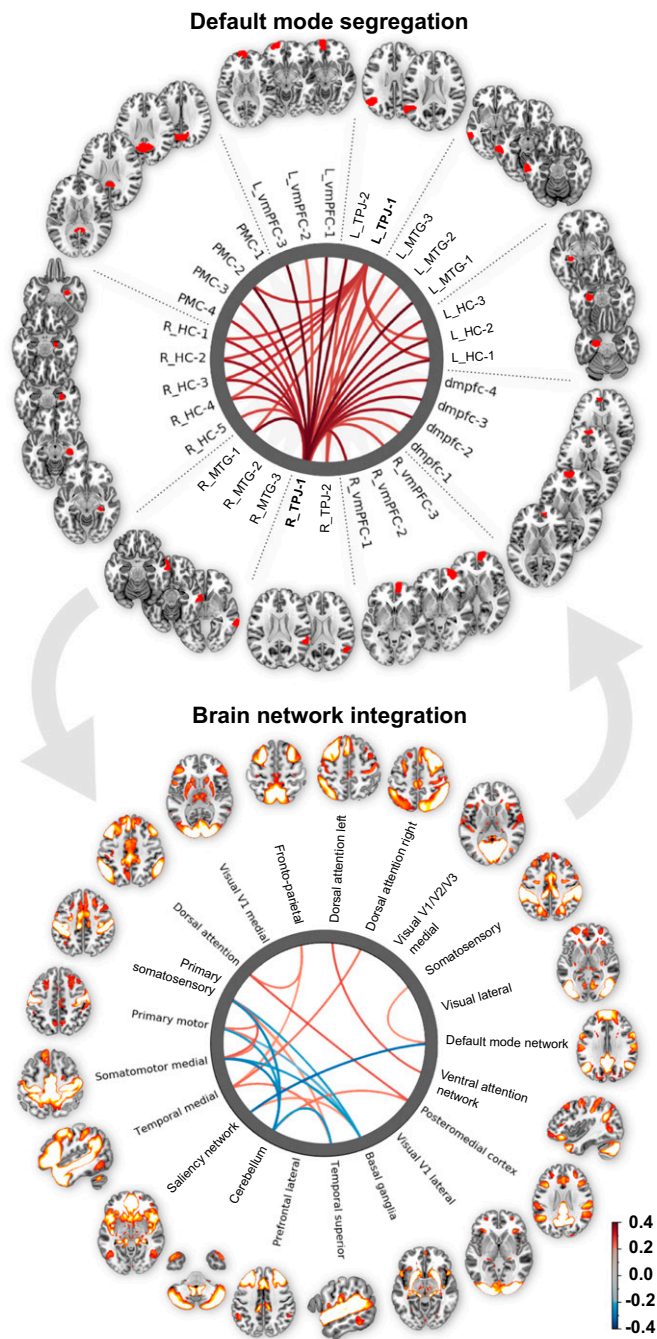 Default mode segregation
L_vmPFC-3
L_vmPFC-2
L_vmPFC-1
L_TPJ-2
L_TPJ-1
L_MTG-3
L_MTG-2
L_MTG-1
L_HC-3
L_HC-2
L_HC-1
dmpfc-4
dmpfc-3
dmpfc-2
dmpfc-1
R_vmPFC-3
R_vmPFC-2
R_vmPFC-1
R_TPJ-2
R_TPJ-1
R_MTG-3
R_MTG-2
R_MTG-1
R_HC-5
R_HC-4
R_HC-3
R_HC-2
R_HC-1
PMC-4
PMC-3
PMC-2
PMC-1
Brain network integration
Fronto-parietal
Dorsal attention left
Dorsal attention right
Visual V1/V2/V3
medial
Somatosensory
Visual lateral
Default mode network
Ventral attention
network
Posteromedial cortex
Visual V1 lateral
Basal ganglia
Temporal superior
Prefrontal lateral
Cerebellum
Saliency network
Temporal medial
Somatomotor medial
Primary motor
Primary
somatosensory
Dorsal attention
Visual V1 medial
0.4
0.2
0.0
-0.2
-0.4